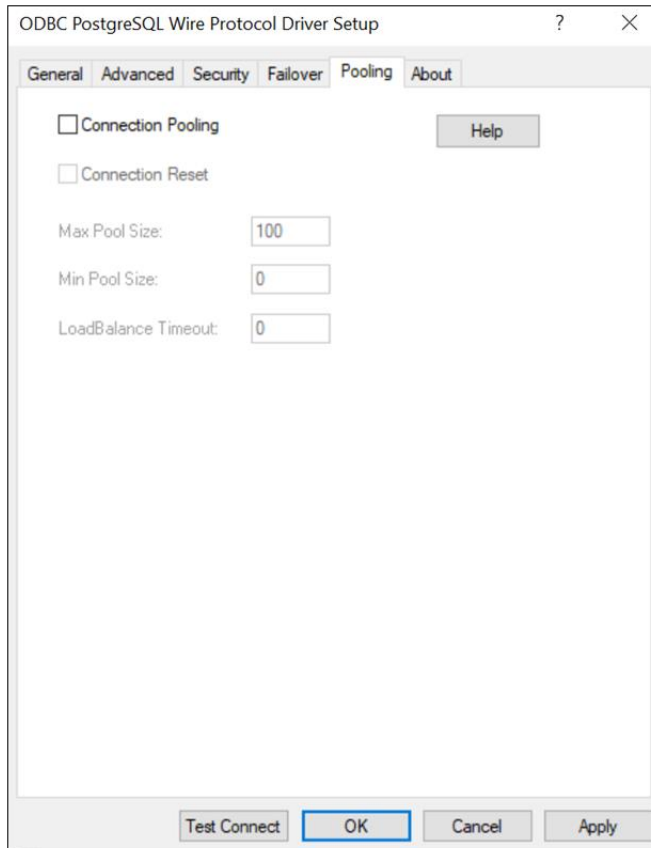 ODBC PostgreSQL Wire Protocol Driver Setup ?
General Advanced Security Failover Pooling About
Connection Pooling Help
Connection Reset
Max Pool Size: 100
Min Pool Size: 0
LoadBalance Timeout: 0
Test Connect OK Cancel Apply